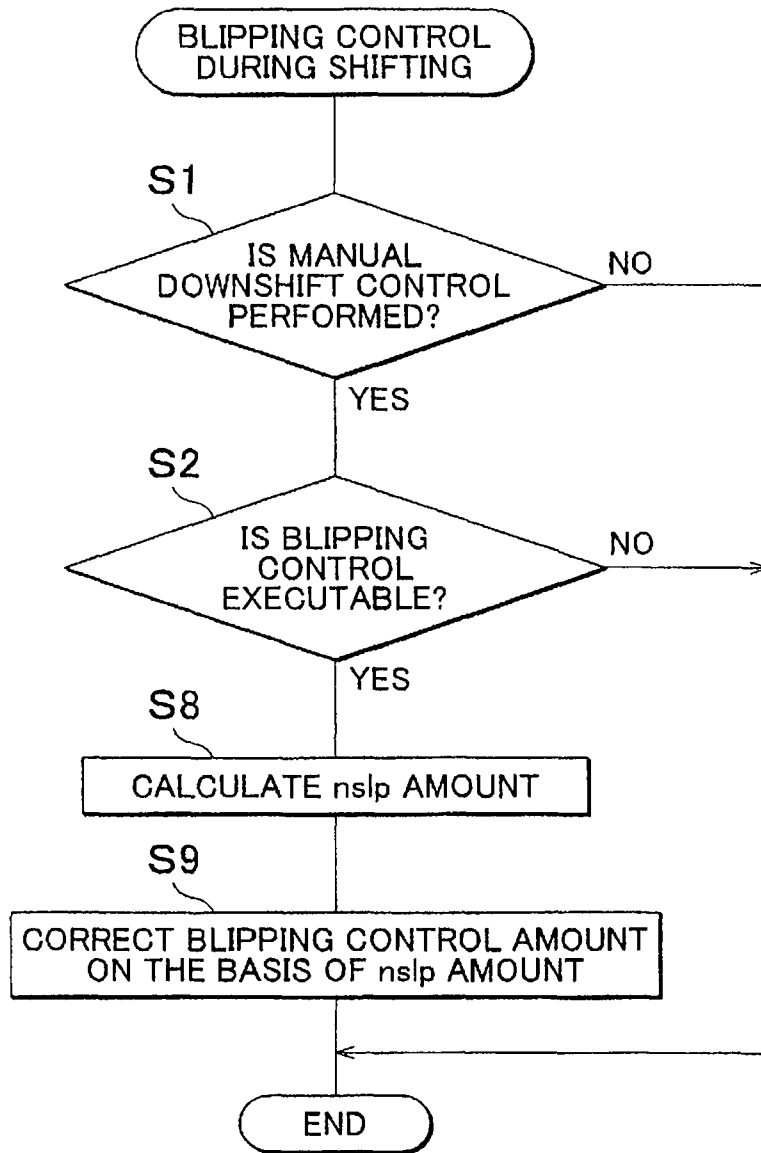 BLIPPING CONTROL
DURING SHIFTING
S1
IS MANUAL
DOWNSHIFT CONTROL
PERFORMED?
NO
YES
S2
IS BLIPPING
CONTROL
EXECUTABLE?
NO
YES
S8
CALCULATE nslp AMOUNT
S9
CORRECT BLIPPING CONTROL AMOUNT
ON THE BASIS OF nslp AMOUNT
END